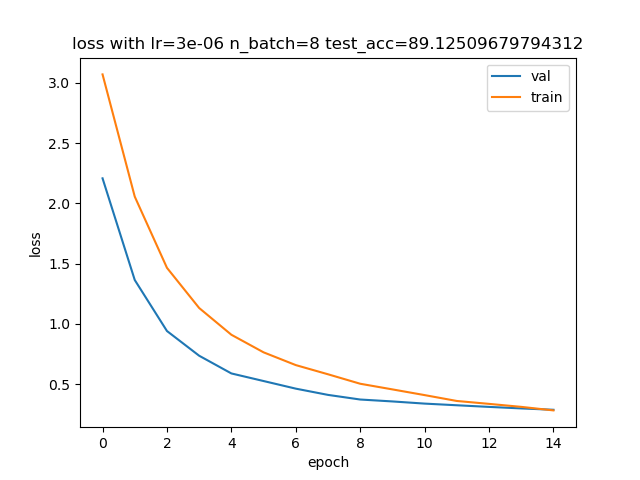 loss with lr=3e-06 n_batch=8 test_acc=89.12509679794312
val
train
3.0
2.5
2.0
1.5
1.0
0.5
loss
0 2 4 6 8 10 12 14
epoch